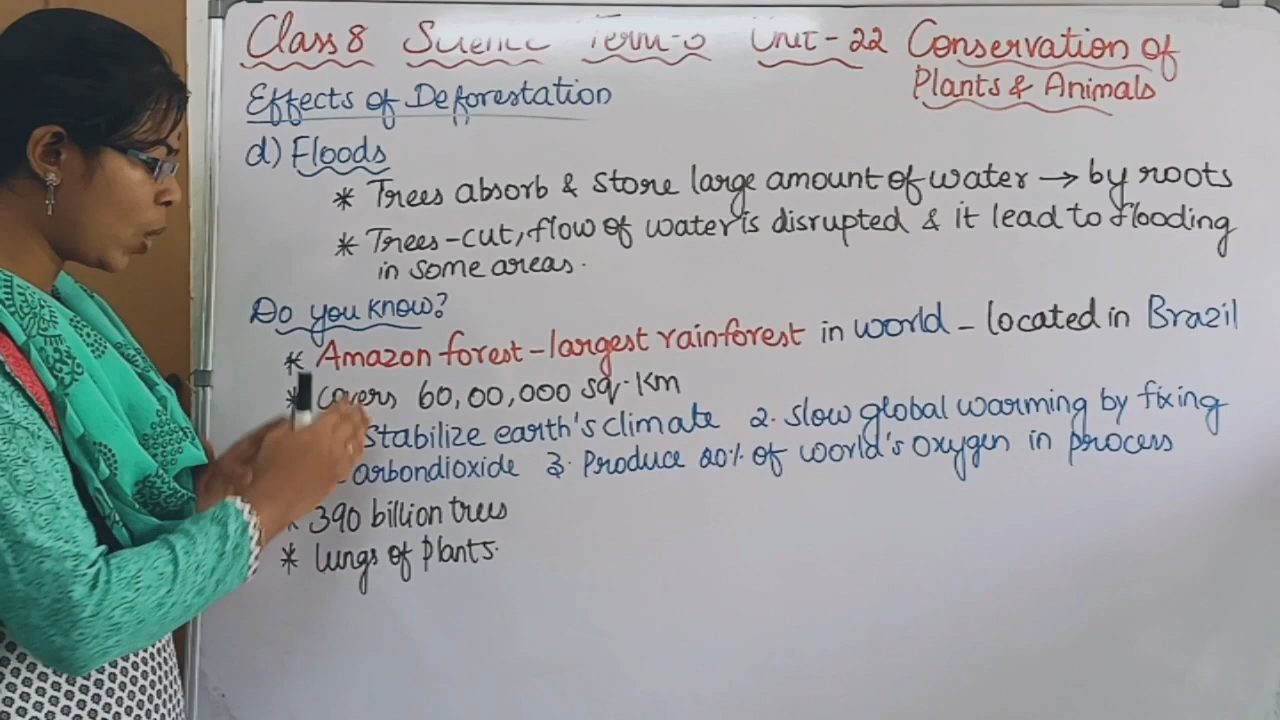 Class 8 Science Term-3 Unit-22 Conservation of
Plants & Animals
Effects of Deforestation
d) Floods
* Trees absorb & store large amount of water → by roots
* Trees-cut, flow of water is disrupted & it lead to flooding
in some areas.
Do you know?
* Amazon forest-largest rainforest in world - located in Brazil
* covers 60,00,000 sq.km
stabilize earth's climate 2. slow global warming by fixing
carbondioxide 3. Produce 20% of world's oxygen in process
* 390 billion trees
* lungs of plants.